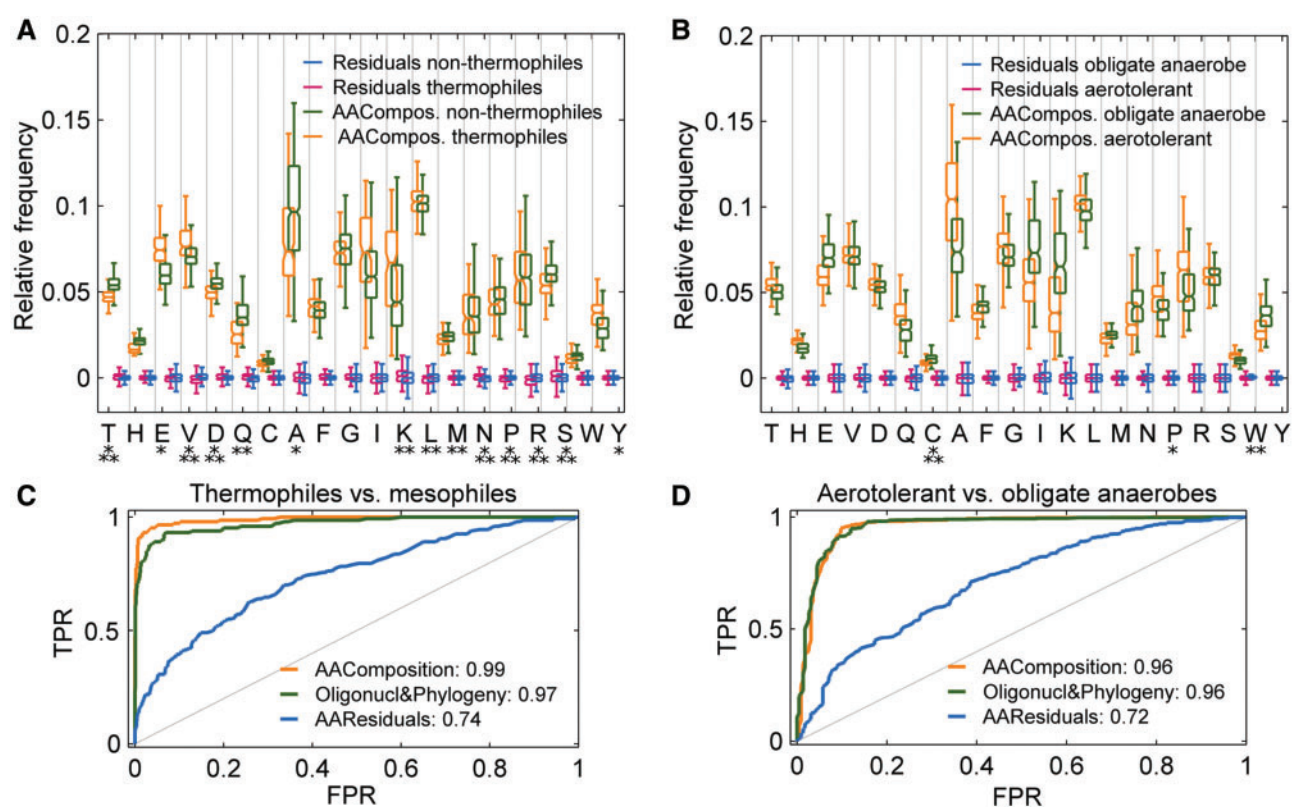 A
0.2
0.15
0.1
0.05
0
Relative frequency
Residuals non-thermophiles
Residuals thermophiles
AACompos. non-thermophiles
AACompos. thermophiles
T H E V D Q C A F G I K L M N P R S W Y
** * ** ** ** * ** ** ** ** ** ** ** *
B
0.2
0.15
0.1
0.05
0
Relative frequency
Residuals obligate anaerobe
Residuals aerotolerant
AACompos. obligate anaerobe
AACompos. aerotolerant
T H E V D Q C A F G I K L M N P R S W Y
** * **
C
Thermophiles vs. mesophiles
1
0.5
0
TPR
AAComposition: 0.99
Oligonucl&Phylogeny: 0.97
AAResiduals: 0.74
0 0.2 0.4 0.6 0.8 1
FPR
D
Aerotolerant vs. obligate anaerobes
1
0.5
0
TPR
AAComposition: 0.96
Oligonucl&Phylogeny: 0.96
AAResiduals: 0.72
0 0.2 0.4 0.6 0.8 1
FPR